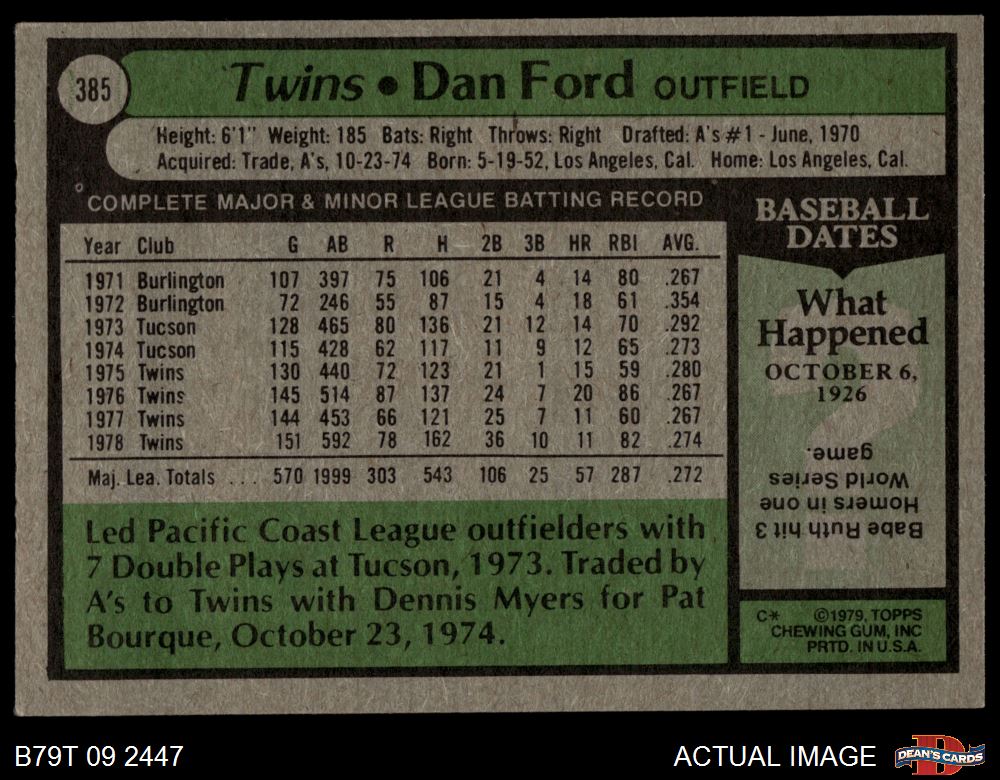 385
Twins • Dan Ford OUTFIELD
Height: 6'1" Weight: 185 Bats: Right Throws: Right Drafted: A's #1 - June, 1970
Acquired: Trade, A's, 10-23-74 Born: 5-19-52, Los Angeles, Cal. Home: Los Angeles, Cal.
COMPLETE MAJOR & MINOR LEAGUE BATTING RECORD
Year Club G AB R H 2B 3B HR RBI AVG.
1971 Burlington 107 397 75 106 21 4 14 80 .267
1972 Burlington 72 246 55 87 15 4 18 61 .354
1973 Tucson 128 465 80 136 21 12 14 70 .292
1974 Tucson 115 428 62 117 11 9 12 65 .273
1975 Twins 130 440 72 123 21 1 15 59 .280
1976 Twins 145 514 87 137 24 7 20 86 .267
1977 Twins 144 453 66 121 25 7 11 60 .267
1978 Twins 151 592 78 162 36 10 11 82 .274
Maj. Lea. Totals ... 570 1999 303 543 106 25 57 287 .272
Led Pacific Coast League outfielders with
7 Double Plays at Tucson, 1973. Traded by
A's to Twins with Dennis Myers for Pat
Bourque, October 23, 1974.
BASEBALL
DATES
What
Happened
OCTOBER 6,
1926
Babe Ruth hit 3
Homers in one
World Series
game.
C* ©1979, TOPPS
CHEWING GUM, INC
PRTD. IN U.S.A.
B79T 09 2447
ACTUAL IMAGE
DEAN'S CARDS